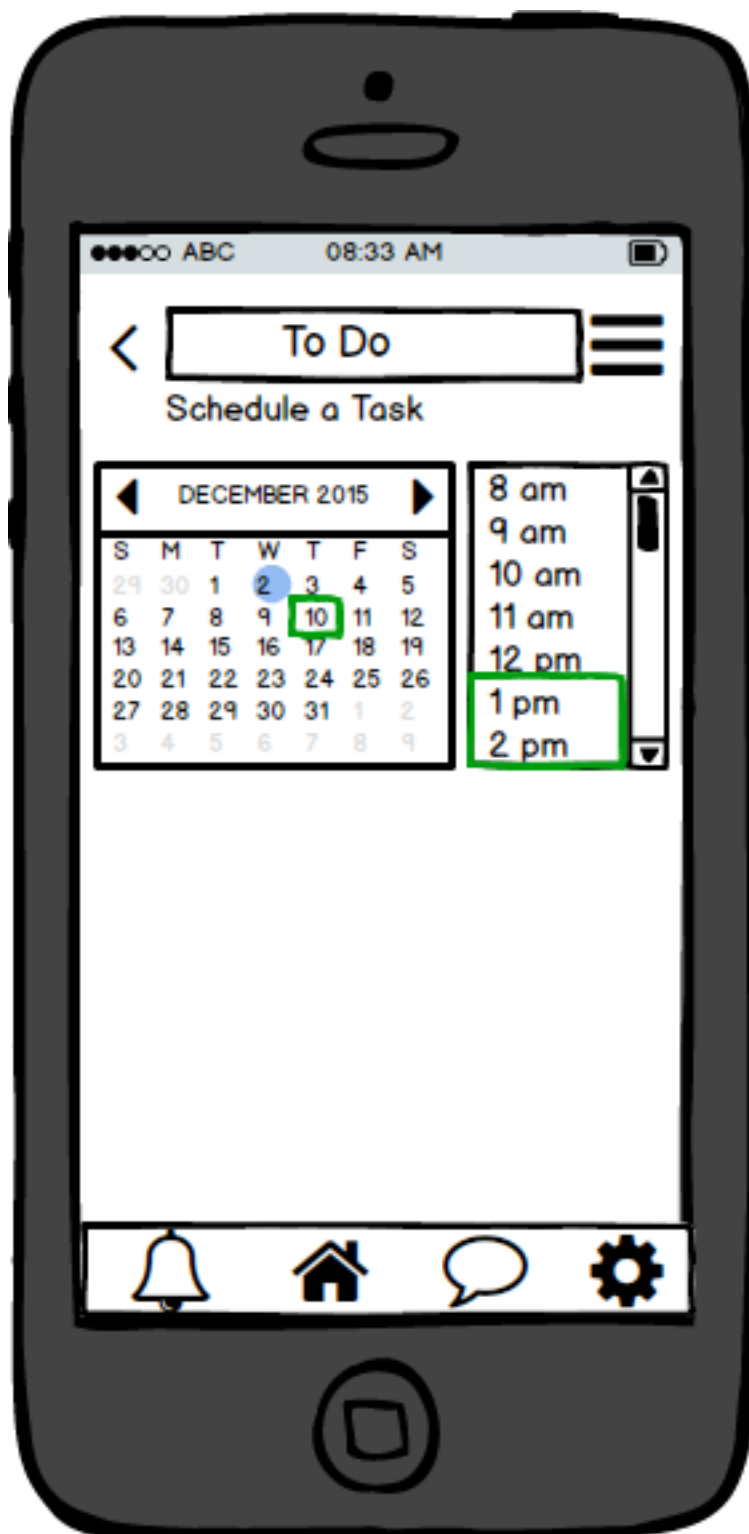 ABC 08:33 AM
To Do
Schedule a Task
DECEMBER 2015
S M T W T F S
29 30 1 2 3 4 5
6 7 8 9 10 11 12
13 14 15 16 17 18 19
20 21 22 23 24 25 26
27 28 29 30 31 1 2
3 4 5 6 7 8 9
8 am
9 am
10 am
11 am
12 pm
1 pm
2 pm